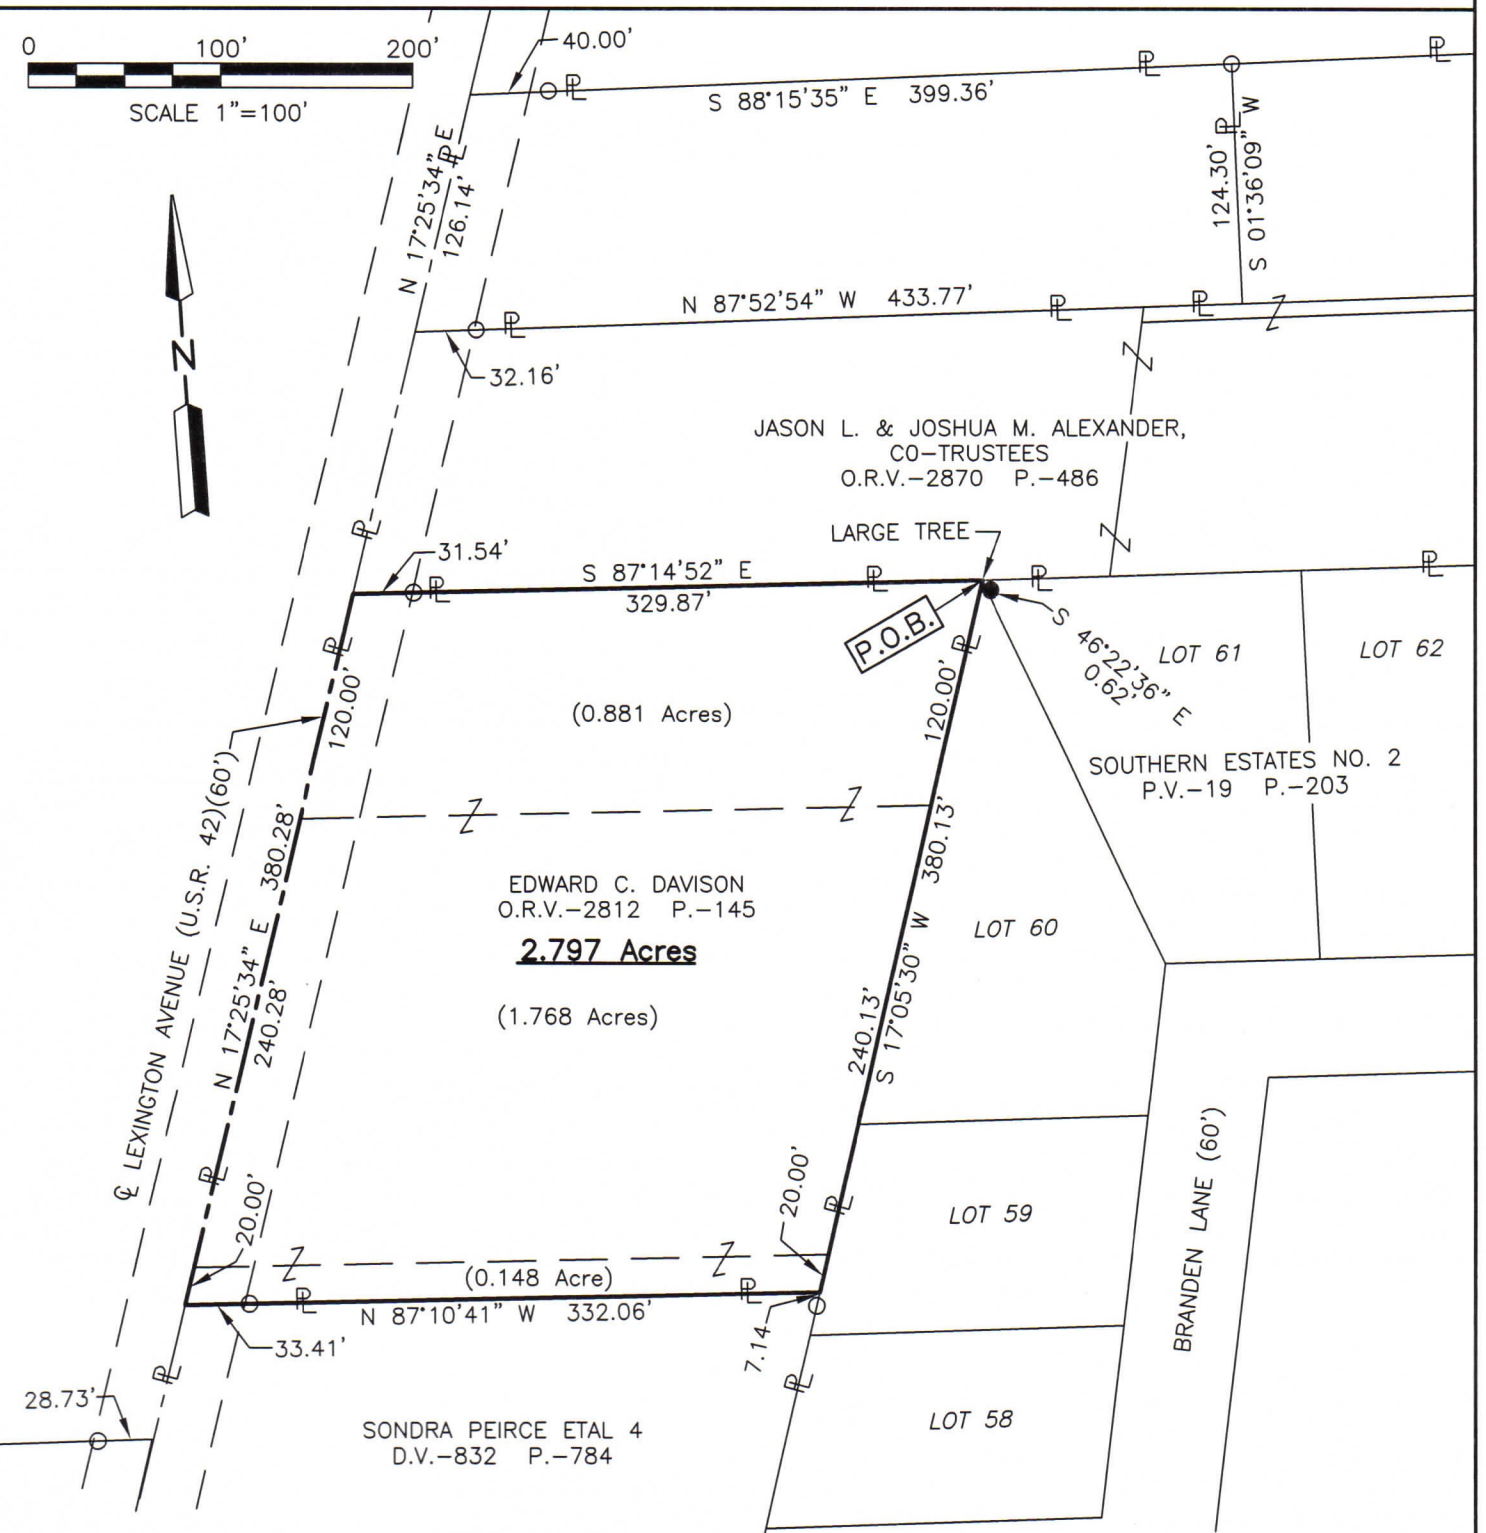 0 100' 200'
SCALE 1"=100'
40.00'
S 88°15'35" E 399.36'
N 17°25'34" E
126.14'
124.30'
S 01°36'09" W
N 87°52'54" W 433.77'
32.16'
N
JASON L. & JOSHUA M. ALEXANDER,
CO-TRUSTEES
O.R.V.-2870 P.-486
LARGE TREE
31.54'
S 87°14'52" E
329.87'
P.O.B.
S 46°22'36" E
0.62'
LOT 61
LOT 62
120.00'
(0.881 Acres)
120.00'
SOUTHERN ESTATES NO. 2
P.V.-19 P.-203
℄ LEXINGTON AVENUE (U.S.R. 42)(60')
N 17°25'34" E 380.28'
240.28'
EDWARD C. DAVISON
O.R.V.-2812 P.-145
2.797 Acres
(1.768 Acres)
S 17°05'30" W 380.13'
240.13'
LOT 60
LOT 59
BRANDEN LANE (60')
20.00'
20.00'
(0.148 Acre)
N 87°10'41" W 332.06'
33.41'
7.14
28.73'
SONDRA PEIRCE ETAL 4
D.V.-832 P.-784
LOT 58